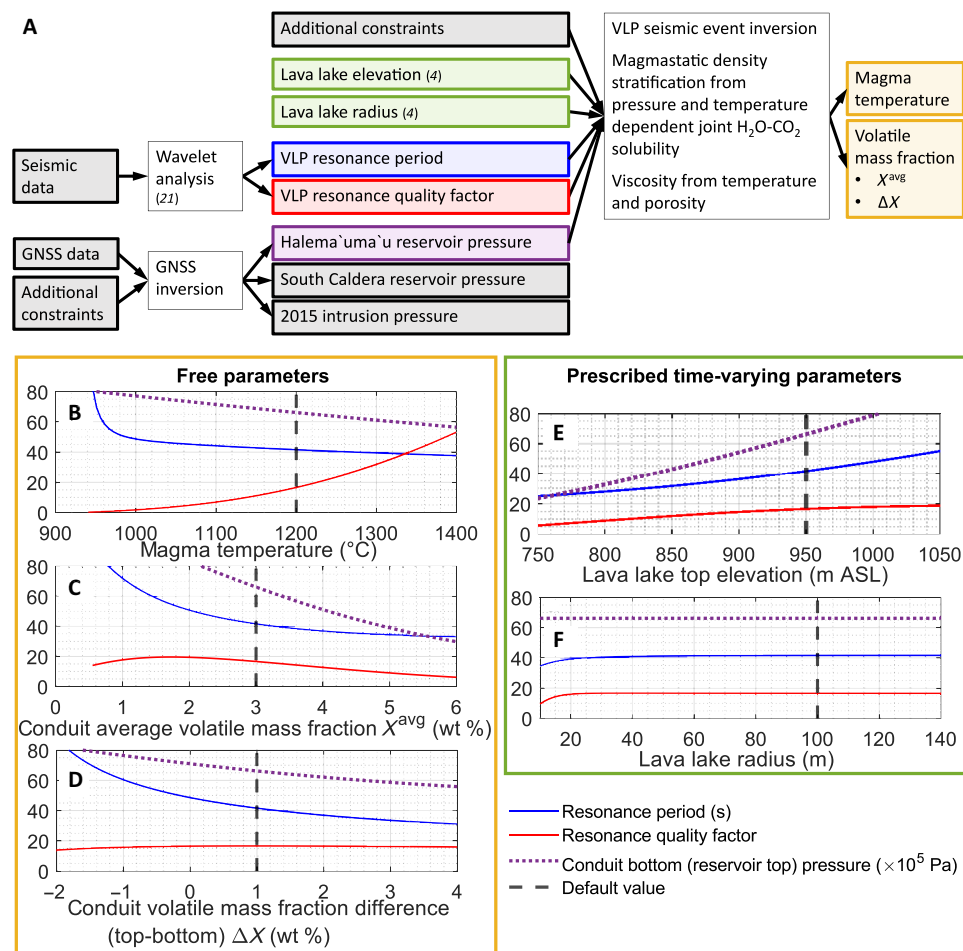 A
Additional constraints
Lava lake elevation (4)
Lava lake radius (4)
Seismic
data
Wavelet
analysis
(21)
VLP resonance period
VLP resonance quality factor
GNSS data
Additional
constraints
GNSS
inversion
Halema`uma`u reservoir pressure
South Caldera reservoir pressure
2015 intrusion pressure
VLP seismic event inversion
Magmastatic density
stratification from
pressure and temperature
dependent joint H₂O-CO₂
solubility
Viscosity from temperature
and porosity
Magma
temperature
Volatile
mass fraction
• Xᵃᵛᵍ
• ΔX
Free parameters
B
80
60
40
20
0
900 1000 1100 1200 1300 1400
Magma temperature (°C)
C
80
60
40
20
0
0 1 2 3 4 5 6
Conduit average volatile mass fraction Xᵃᵛᵍ (wt %)
D
80
60
40
20
0
−2 −1 0 1 2 3 4
Conduit volatile mass fraction difference
(top-bottom) ΔX (wt %)
Prescribed time-varying parameters
E
80
60
40
20
0
750 800 850 900 950 1000 1050
Lava lake top elevation (m ASL)
F
80
60
40
20
0
20 40 60 80 100 120 140
Lava lake radius (m)
Resonance period (s)
Resonance quality factor
Conduit bottom (reservoir top) pressure (×10⁵ Pa)
Default value